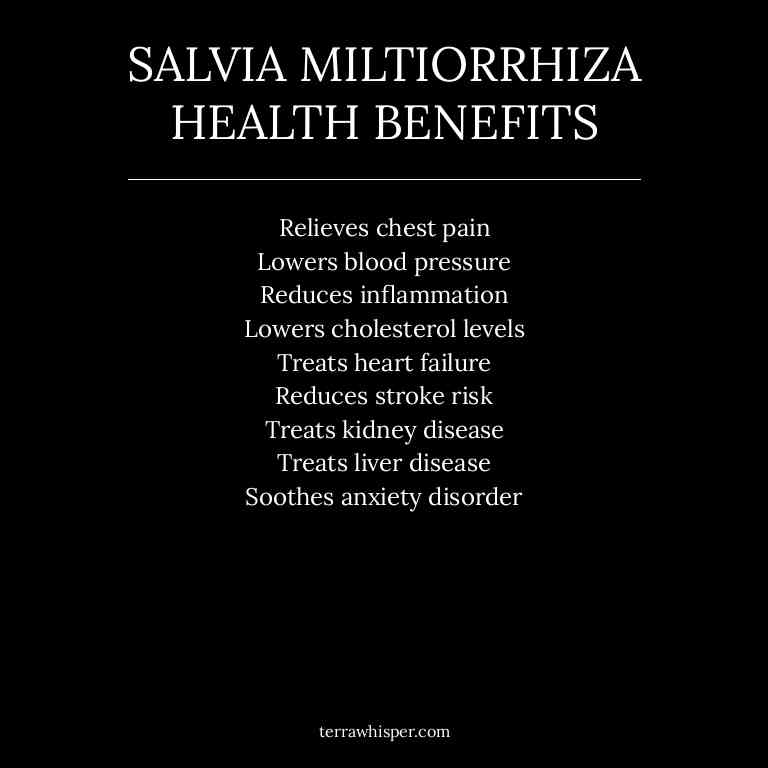 SALVIA MILTIORRHIZA
HEALTH BENEFITS
Relieves chest pain
Lowers blood pressure
Reduces inflammation
Lowers cholesterol levels
Treats heart failure
Reduces stroke risk
Treats kidney disease
Treats liver disease
Soothes anxiety disorder
terrawhisper.com